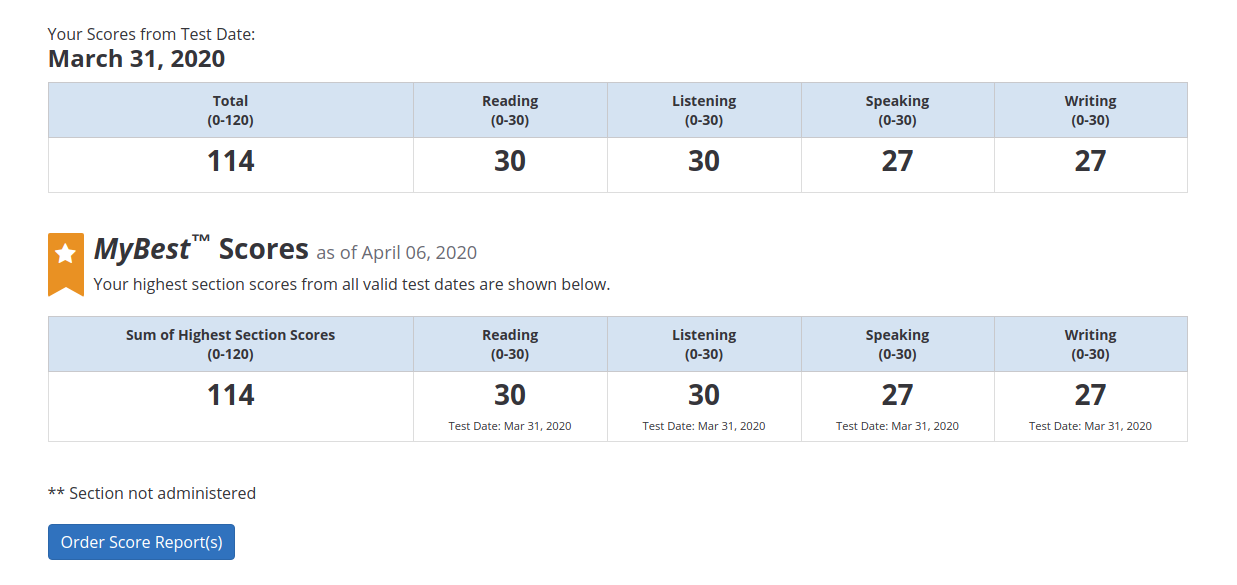 Your Scores from Test Date:
March 31, 2020
Total Reading Listening Speaking Writing
(0-120) (0-30) (0-30) (0-30) (0-30)
114 30 30 27 27
MyBest™ Scores as of April 06, 2020
Your highest section scores from all valid test dates are shown below.
Sum of Highest Section Scores Reading Listening Speaking Writing
(0-120) (0-30) (0-30) (0-30) (0-30)
114 30 30 27 27
Test Date: Mar 31, 2020 Test Date: Mar 31, 2020 Test Date: Mar 31, 2020 Test Date: Mar 31, 2020
** Section not administered
Order Score Report(s)